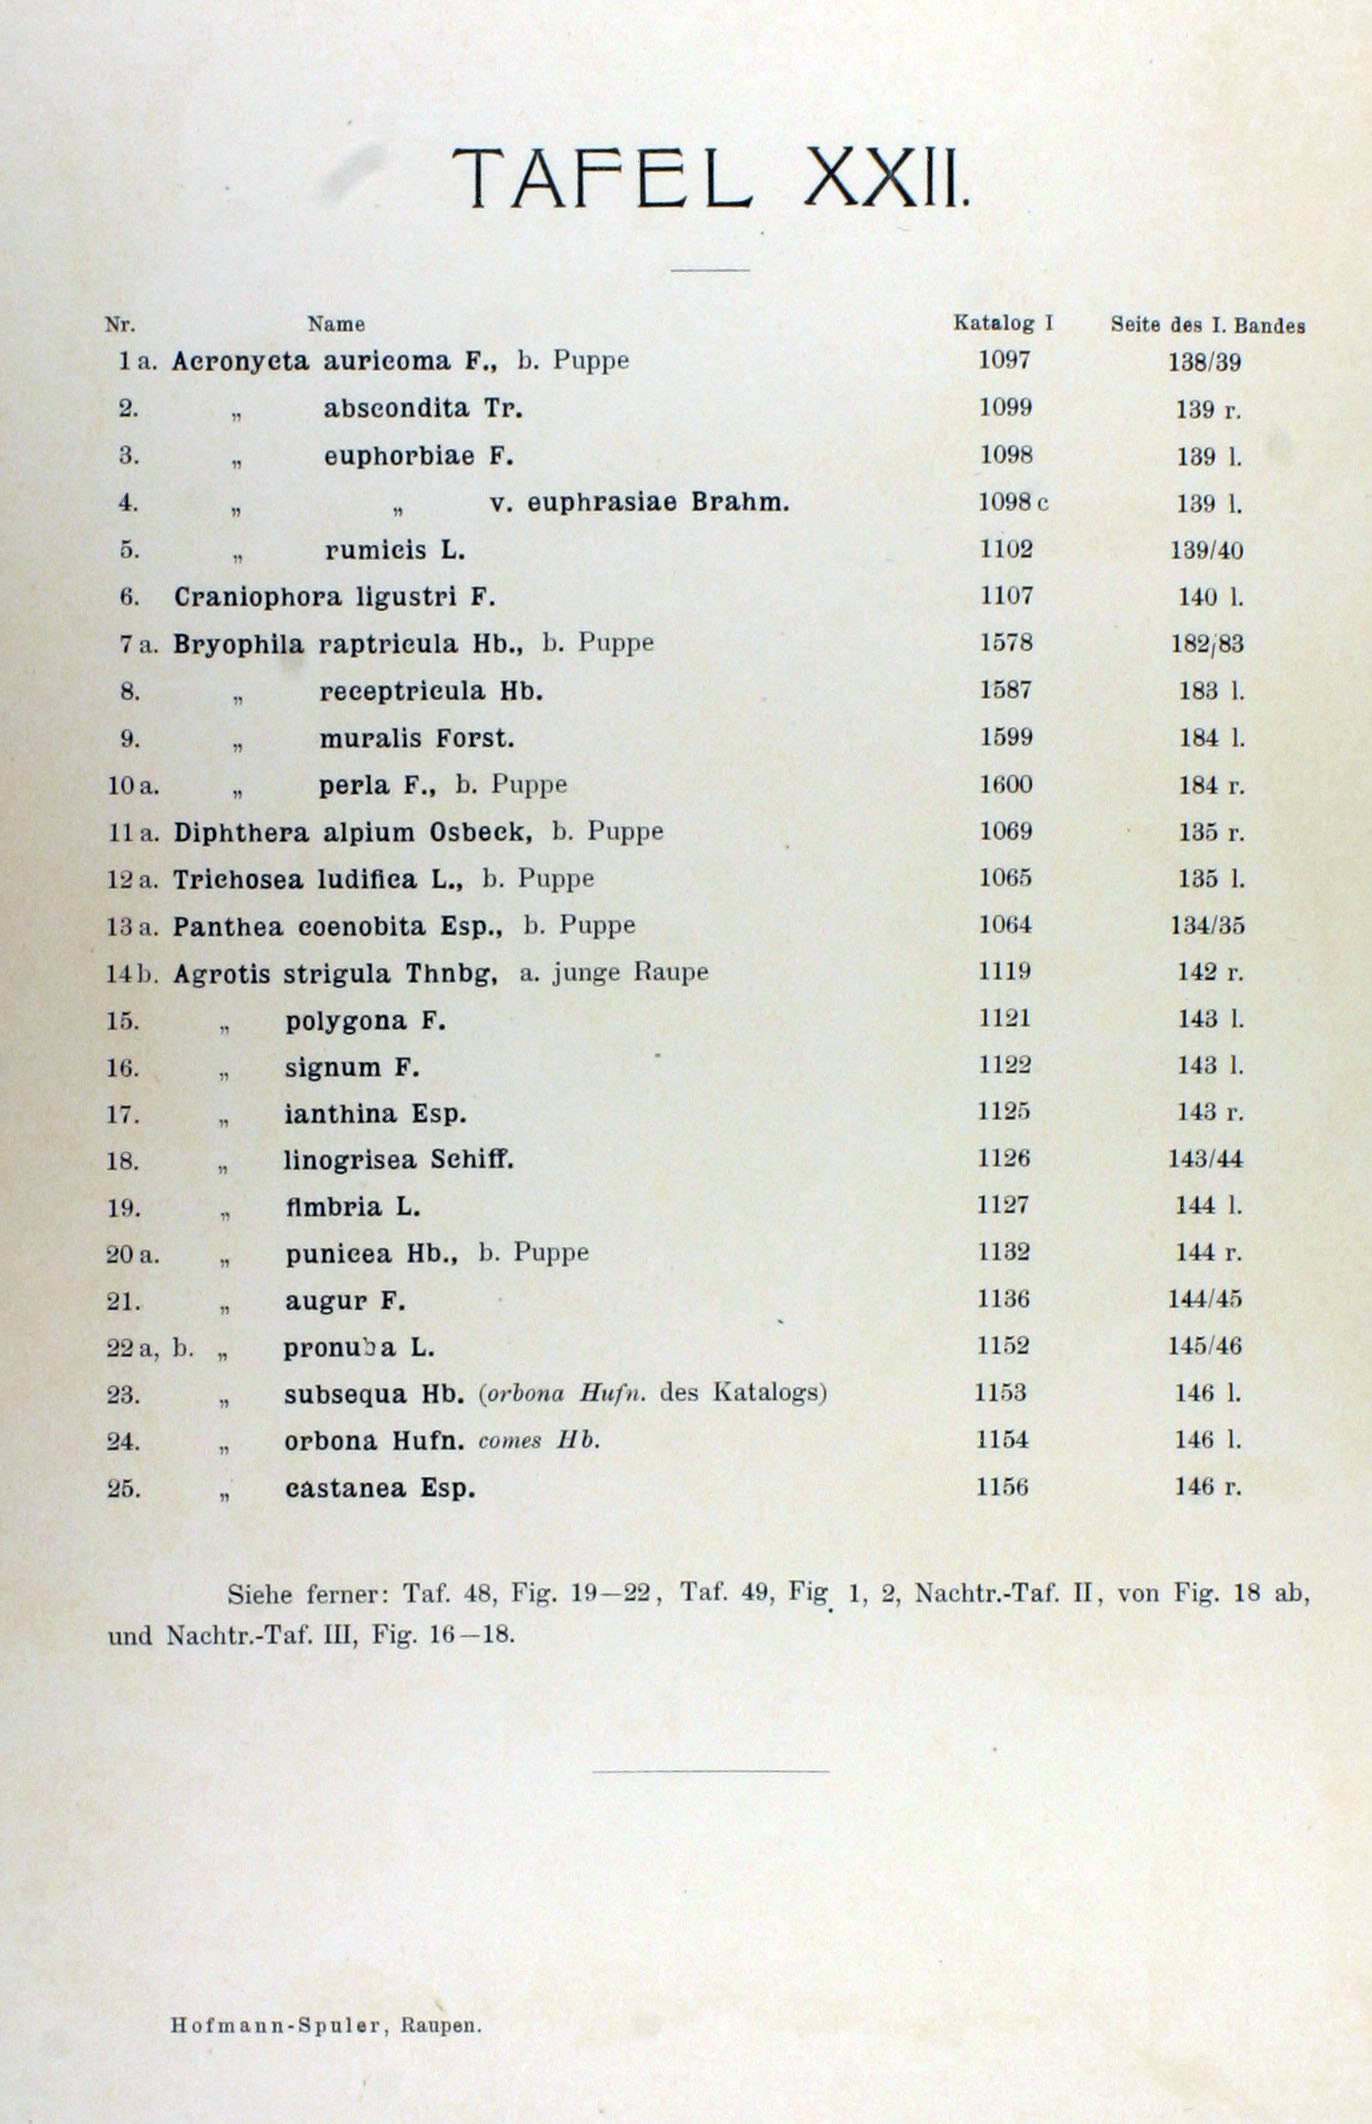 TAFEL XXII.
Nr. Name Katalog I Seite des I. Bandes
1 a. Acronycta auricoma F., b. Puppe 1097 138/39
2. „ abscondita Tr. 1099 139 r.
3. „ euphorbiae F. 1098 139 l.
4. „ „ v. euphrasiae Brahm. 1098 c 139 l.
5. „ rumicis L. 1102 139/40
6. Craniophora ligustri F. 1107 140 l.
7 a. Bryophila raptricula Hb., b. Puppe 1578 182/83
8. „ receptricula Hb. 1587 183 l.
9. „ muralis Forst. 1599 184 l.
10 a. „ perla F., b. Puppe 1600 184 r.
11 a. Diphthera alpium Osbeck, b. Puppe 1069 135 r.
12 a. Trichosea ludifica L., b. Puppe 1065 135 l.
13 a. Panthea coenobita Esp., b. Puppe 1064 134/35
14 b. Agrotis strigula Thnbg, a. junge Raupe 1119 142 r.
15. „ polygona F. 1121 143 l.
16. „ signum F. 1122 143 l.
17. „ ianthina Esp. 1125 143 r.
18. „ linogrisea Schiff. 1126 143/44
19. „ fimbria L. 1127 144 l.
20 a. „ punicea Hb., b. Puppe 1132 144 r.
21. „ augur F. 1136 144/45
22 a, b. „ pronuba L. 1152 145/46
23. „ subsequa Hb. (orbona Hufn. des Katalogs) 1153 146 l.
24. „ orbona Hufn. comes Hb. 1154 146 l.
25. „ castanea Esp. 1156 146 r.
Siehe ferner: Taf. 48, Fig. 19—22, Taf. 49, Fig. 1, 2, Nachtr.-Taf. II, von Fig. 18 ab,
und Nachtr.-Taf. III, Fig. 16—18.
Hofmann-Spuler, Raupen.